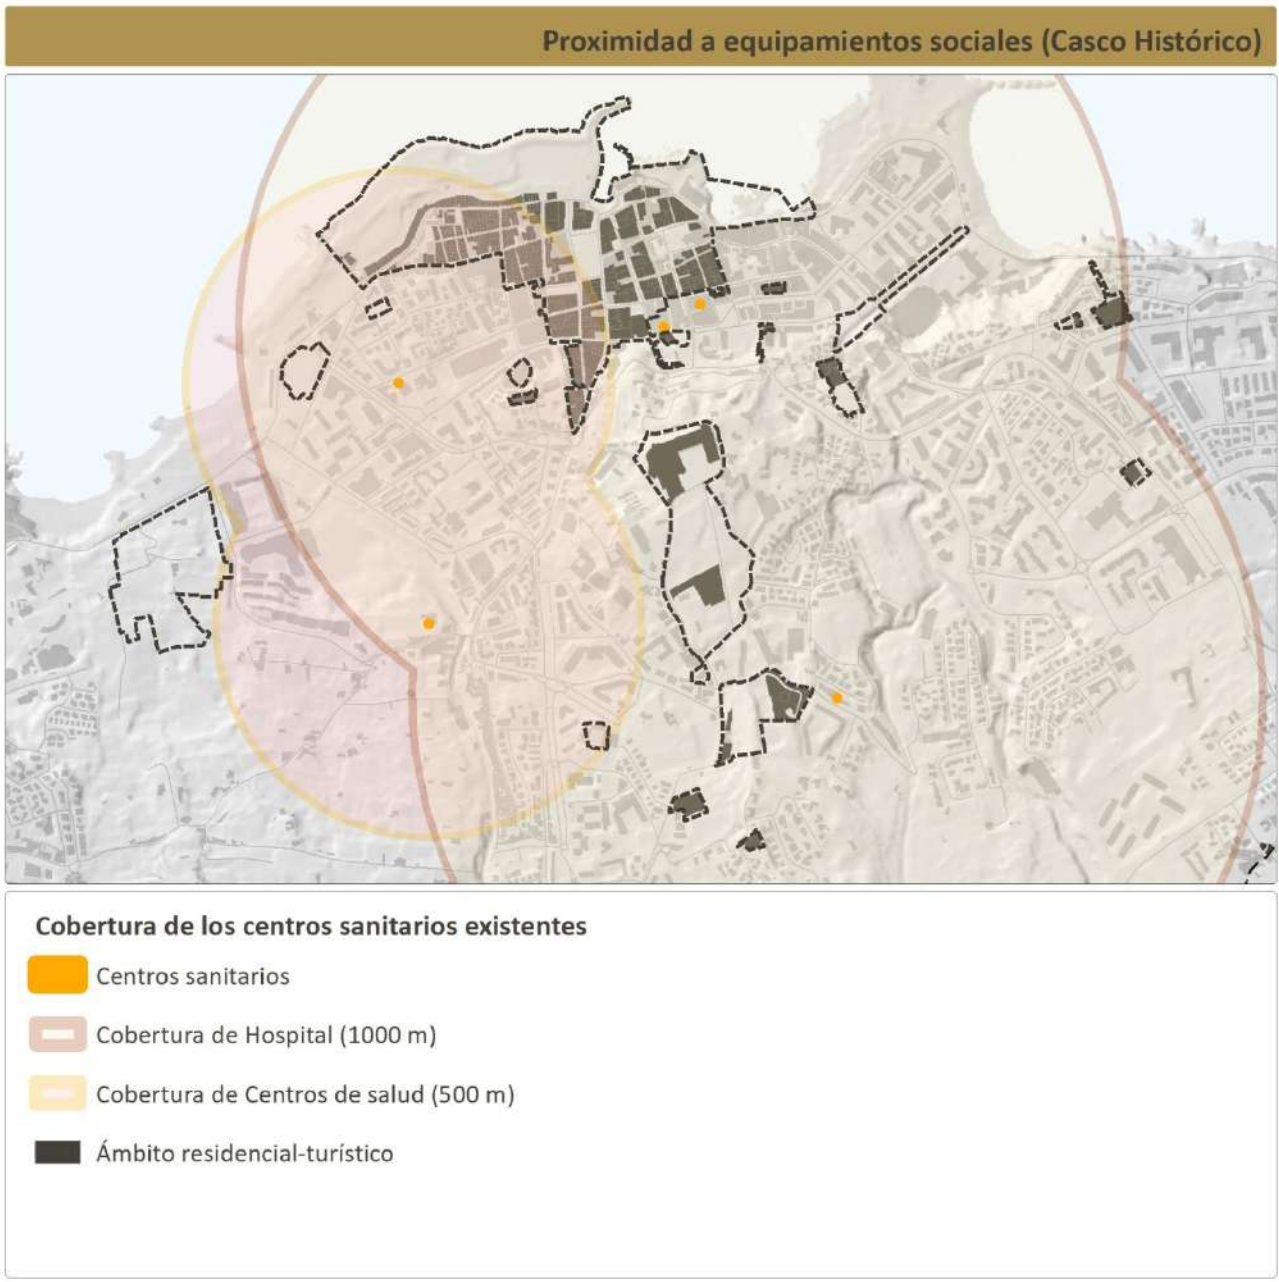 Proximidad a equipamientos sociales (Casco Histórico)
Cobertura de los centros sanitarios existentes
Centros sanitarios
Cobertura de Hospital (1000 m)
Cobertura de Centros de salud (500 m)
Ámbito residencial-turístico